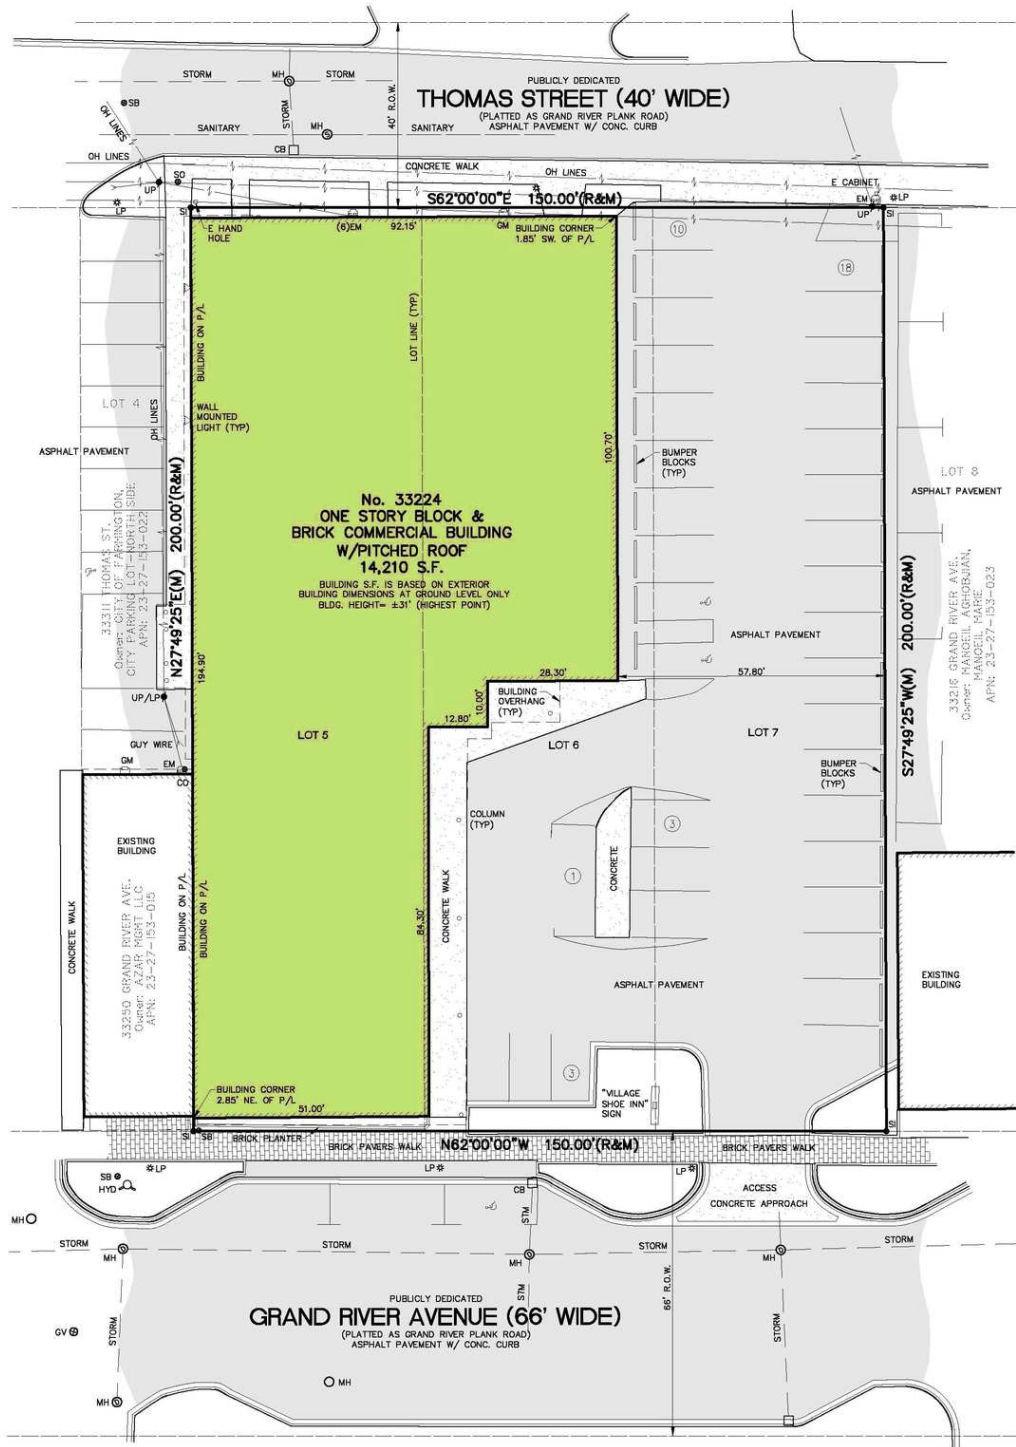 STORM
MH
STORM
PUBLICLY DEDICATED
THOMAS STREET (40' WIDE)
(PLATTED AS GRAND RIVER PLANK ROAD)
ASPHALT PAVEMENT W/ CONC. CURB
40' R.O.W.
SB
OH LINES
STORM
SANITARY
MH
SANITARY
CB
OH LINES
CONCRETE WALK
OH LINES
UP
SO
LP
E CABINET
EM
LP
UP
SI
S62°00'00"E 150.00'(R&M)
SI
E HAND
HOLE
(6)EM
92.15'
GM
BUILDING CORNER
1.85' SW. OF P/L
10
18
BUILDING ON P/L
LOT LINE (TYP)
LOT 4
OH LINES
WALL
MOUNTED
LIGHT (TYP)
100.70'
ASPHALT PAVEMENT
BUMPER
BLOCKS
(TYP)
LOT 8
ASPHALT PAVEMENT
33311 THOMAS ST.
Owner: CITY OF FARMINGTON,
CITY PARKING LOT-NORTH SIDE
APN: 23-27-153-022
N27°49'25"E(M) 200.00'(R&M)
No. 33224
ONE STORY BLOCK &
BRICK COMMERCIAL BUILDING
W/PITCHED ROOF
14,210 S.F.
BUILDING S.F. IS BASED ON EXTERIOR
BUILDING DIMENSIONS AT GROUND LEVEL ONLY
BLDG. HEIGHT= ±31' (HIGHEST POINT)
S27°49'25"W(M) 200.00'(R&M)
33216 GRAND RIVER AVE.
Owner: MANOEIL, AGHOBJIAN,
MANOEIL, MARIE
APN: 23-27-153-023
ASPHALT PAVEMENT
194.90'
28.30'
57.80'
UP/LP
10.00'
BUILDING
OVERHANG
(TYP)
12.80'
LOT 5
LOT 6
LOT 7
GUY WIRE
GM
EM
CO
BUMPER
BLOCKS
(TYP)
COLUMN
(TYP)
3
EXISTING
BUILDING
CONCRETE
1
CONCRETE WALK
33250 GRAND RIVER AVE.
Owner: AZAR MGMT LLC
APN: 23-27-153-015
BUILDING ON P/L
BUILDING ON P/L
84.30'
CONCRETE WALK
ASPHALT PAVEMENT
EXISTING
BUILDING
BUILDING CORNER
2.85' NE. OF P/L
51.00'
3
"VILLAGE
SHOE INN"
SIGN
SI
SB
BRICK PLANTER
BRICK PAVERS WALK
N62°00'00"W 150.00'(R&M)
BRICK PAVERS WALK
SI
SB
LP
HYD
LP
CB
LP
ACCESS
CONCRETE APPROACH
MH
STORM
MH
STORM
STM
MH
STORM
MH
STORM
STM
66' R.O.W.
PUBLICLY DEDICATED
GRAND RIVER AVENUE (66' WIDE)
(PLATTED AS GRAND RIVER PLANK ROAD)
ASPHALT PAVEMENT W/ CONC. CURB
GV
STORM
STORM
MH
MH